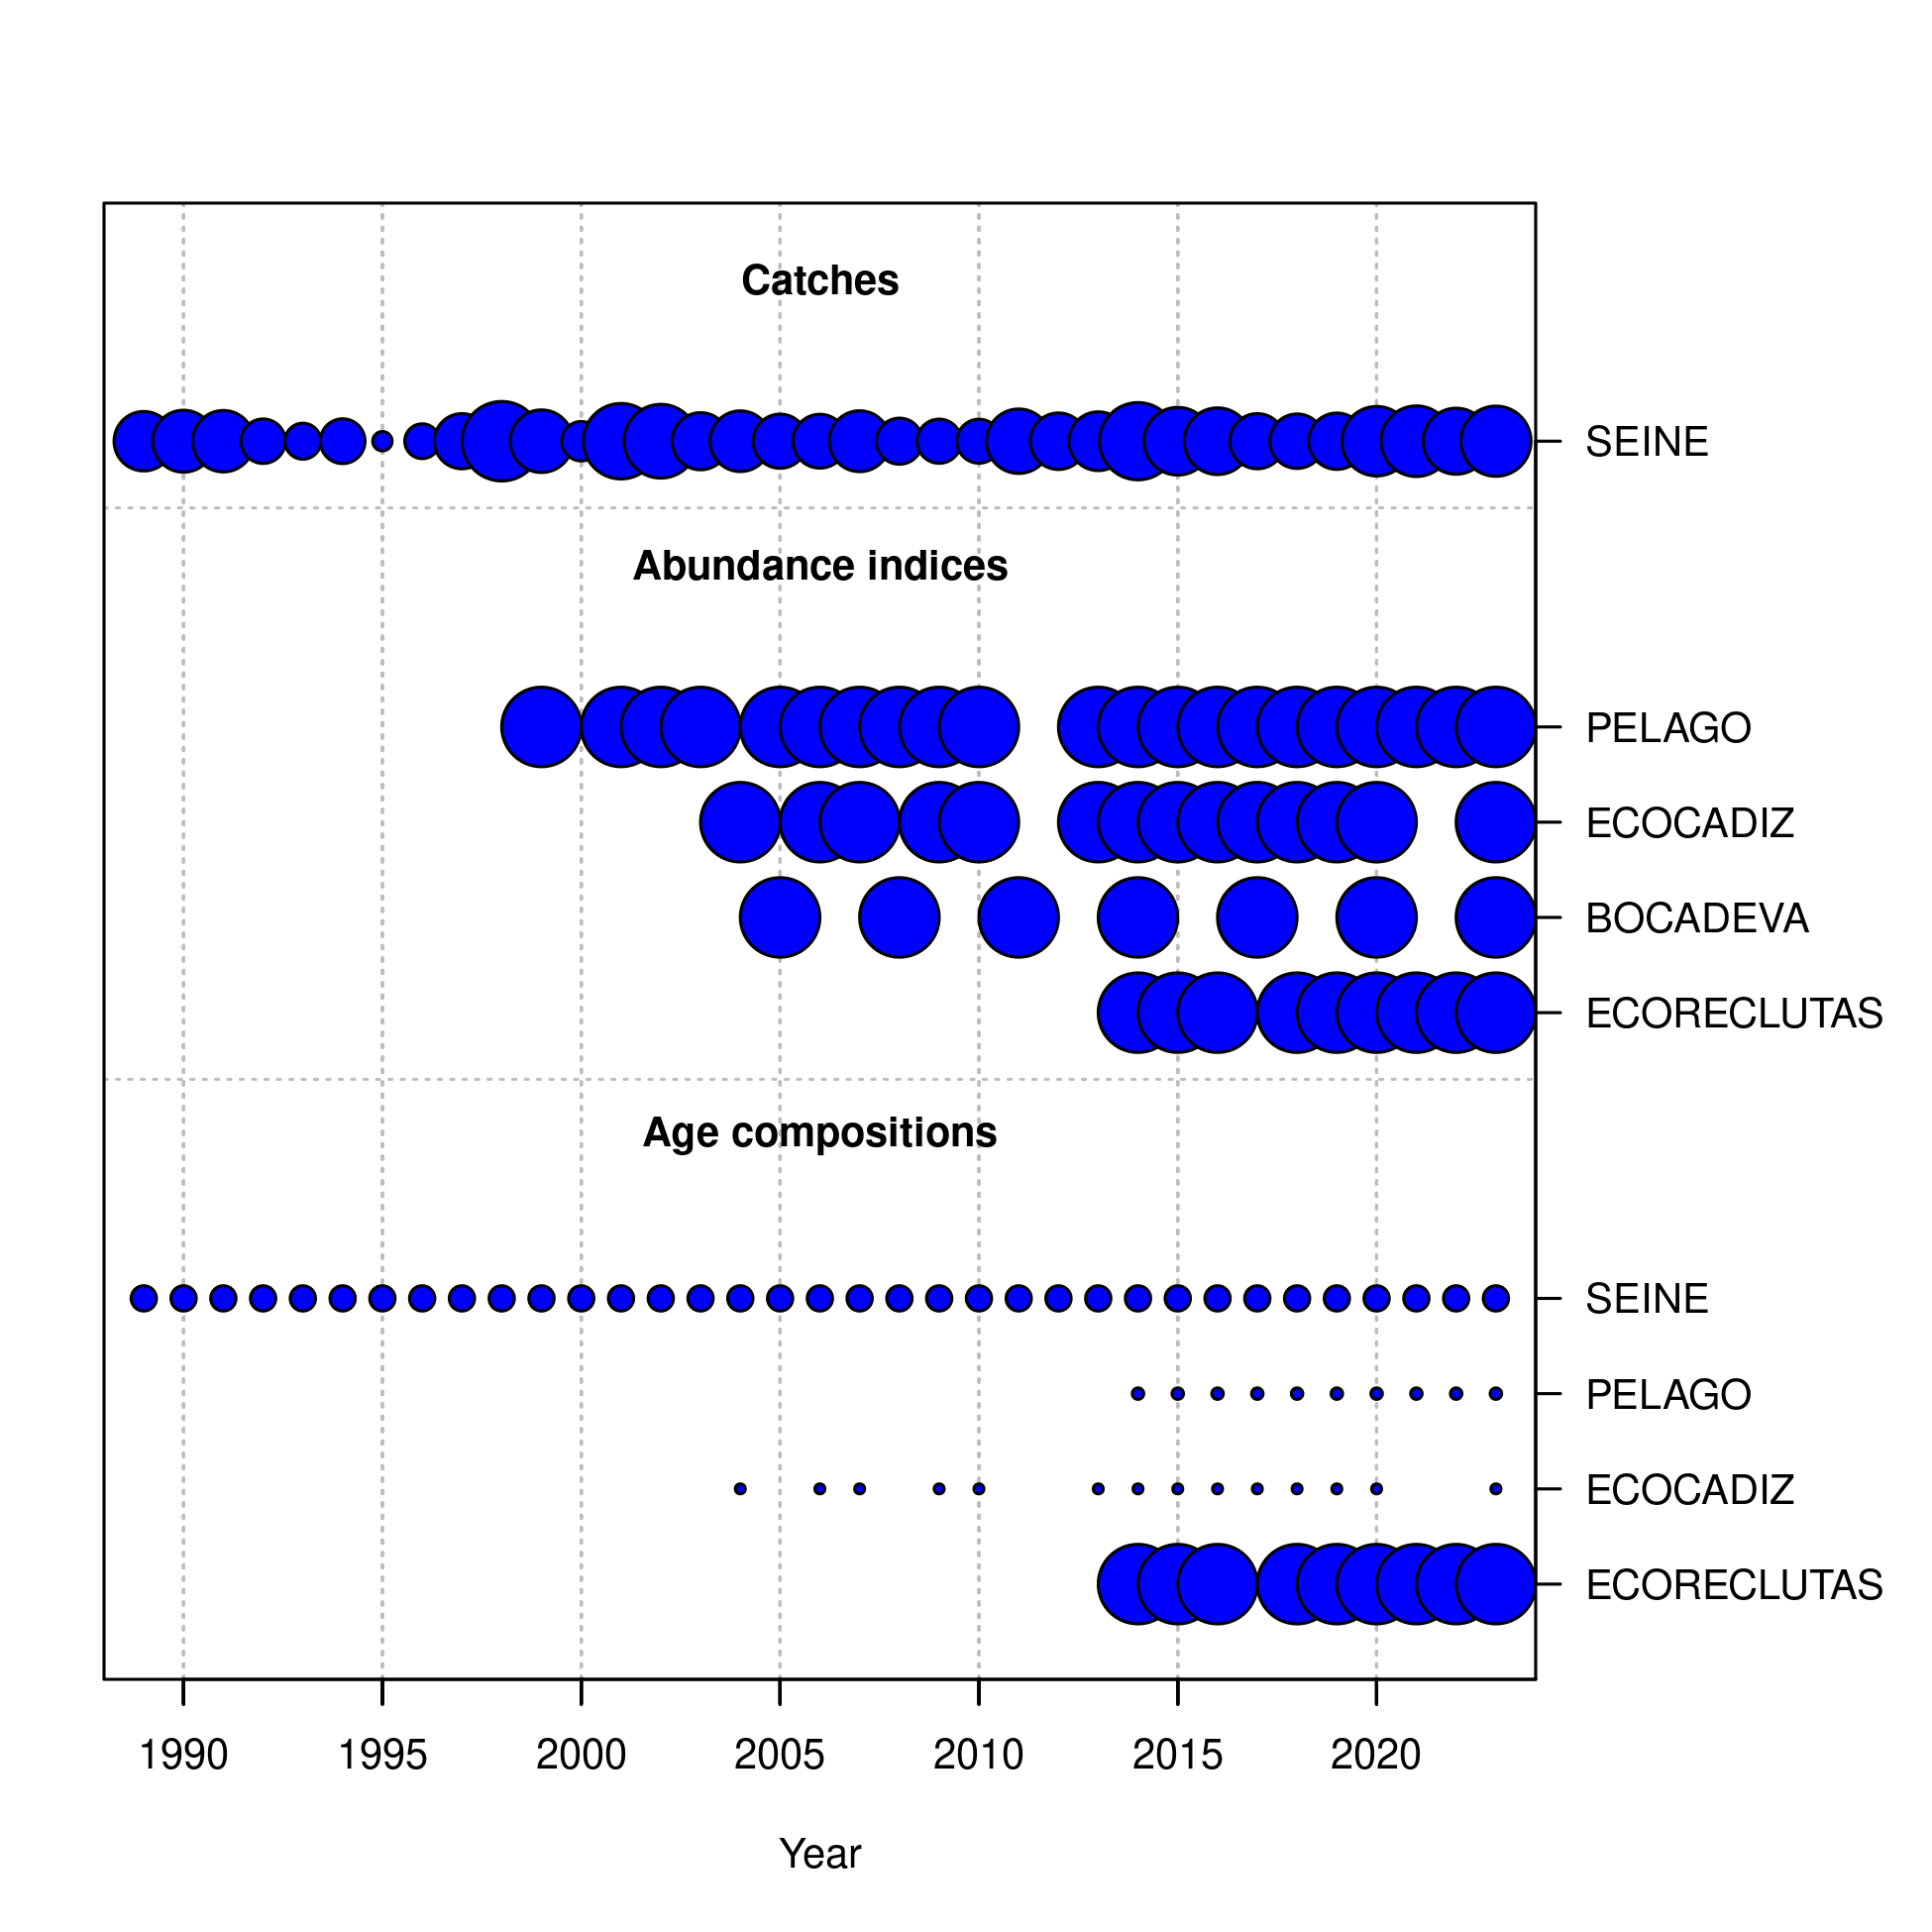 Catches
SEINE
Abundance indices
PELAGO
ECOCADIZ
BOCADEVA
ECORECLUTAS
Age compositions
SEINE
PELAGO
ECOCADIZ
ECORECLUTAS
1990 1995 2000 2005 2010 2015 2020
Year